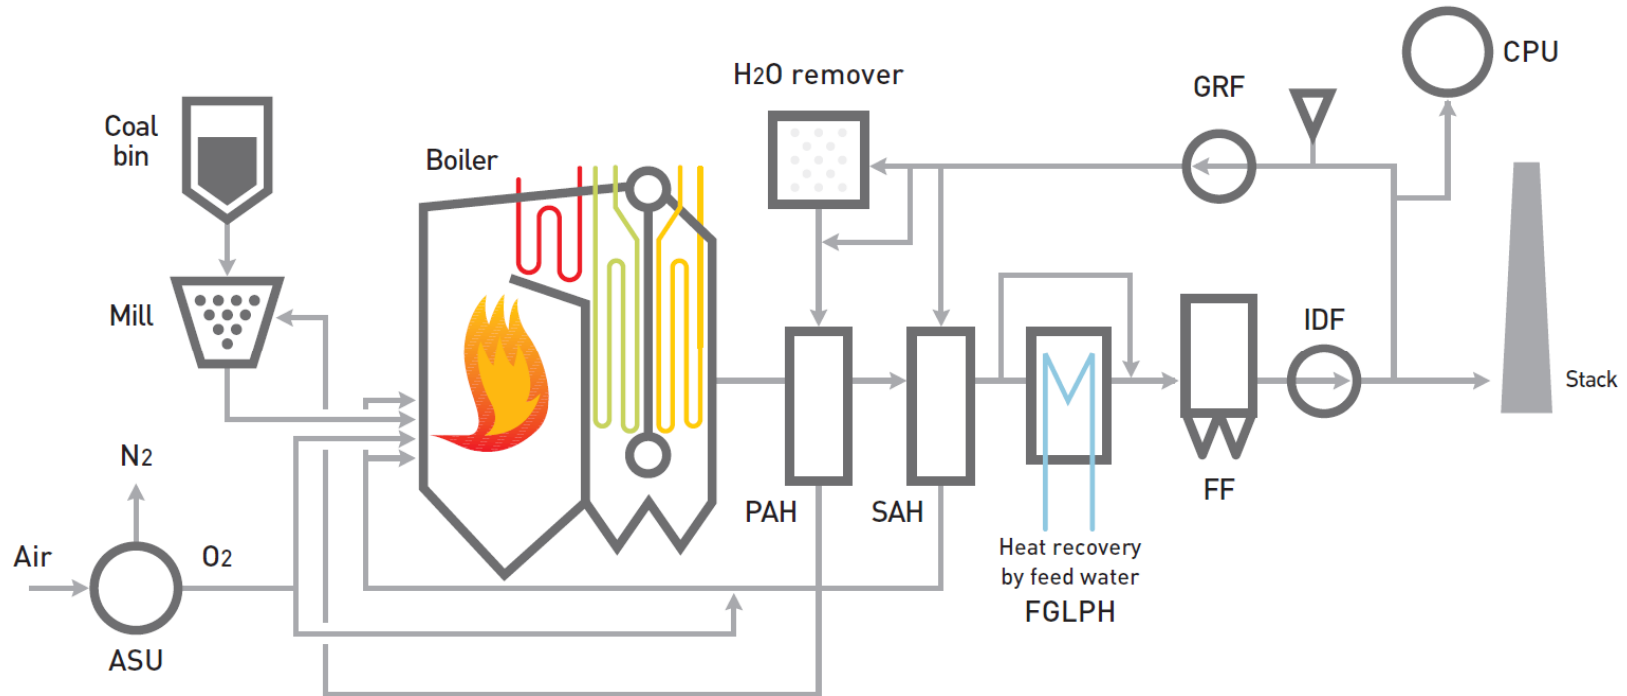 CPU
GRF
H2O remover
Coal
bin
Boiler
Mill
IDF
Stack
N2
FF
PAH
SAH
Air
O2
Heat recovery
by feed water
FGLPH
ASU